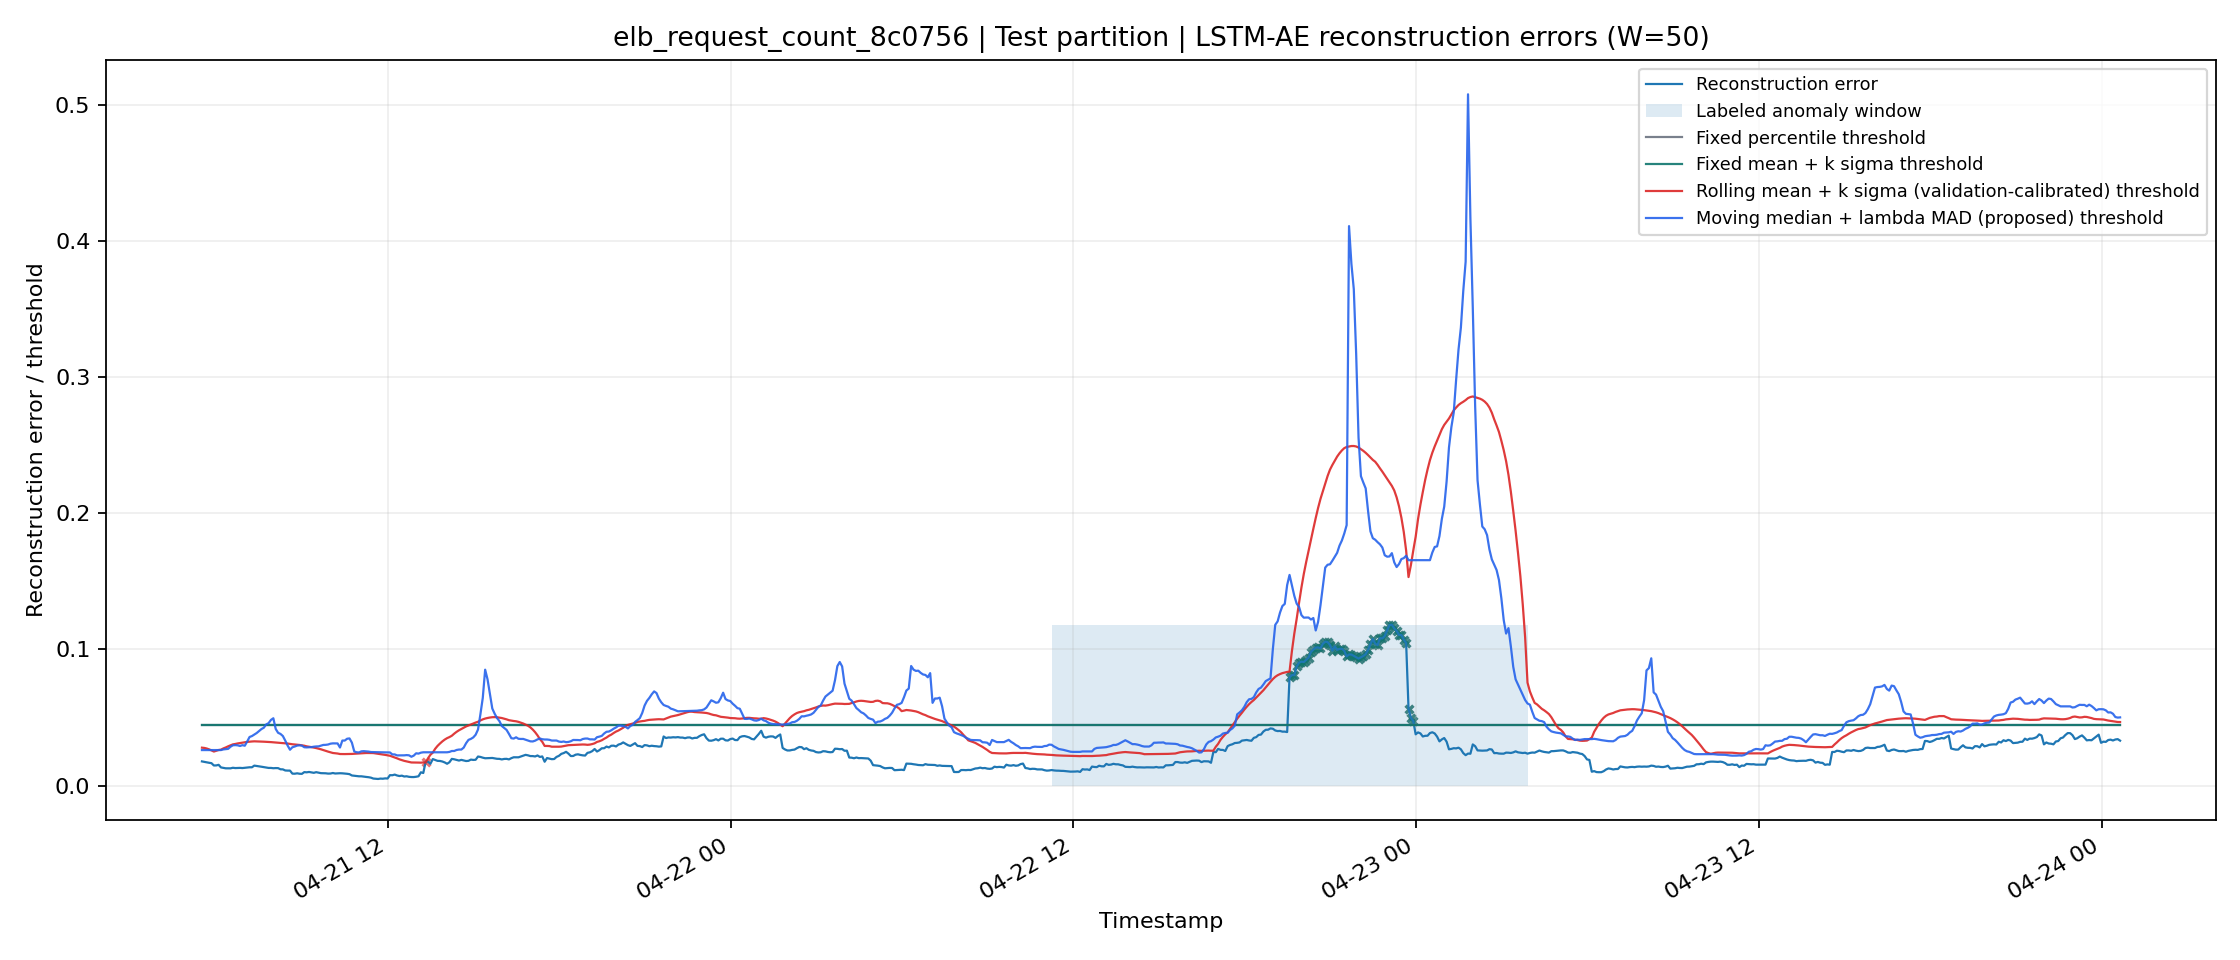 elb_request_count_8c0756 | Test partition | LSTM-AE reconstruction errors (W=50)
Reconstruction error
Labeled anomaly window
Fixed percentile threshold
Fixed mean + k sigma threshold
Rolling mean + k sigma (validation-calibrated) threshold
Moving median + lambda MAD (proposed) threshold
Reconstruction error / threshold
0.5
0.4
0.3
0.2
0.1
0.0
04-21 12
04-22 00
04-22 12
04-23 00
04-23 12
04-24 00
Timestamp